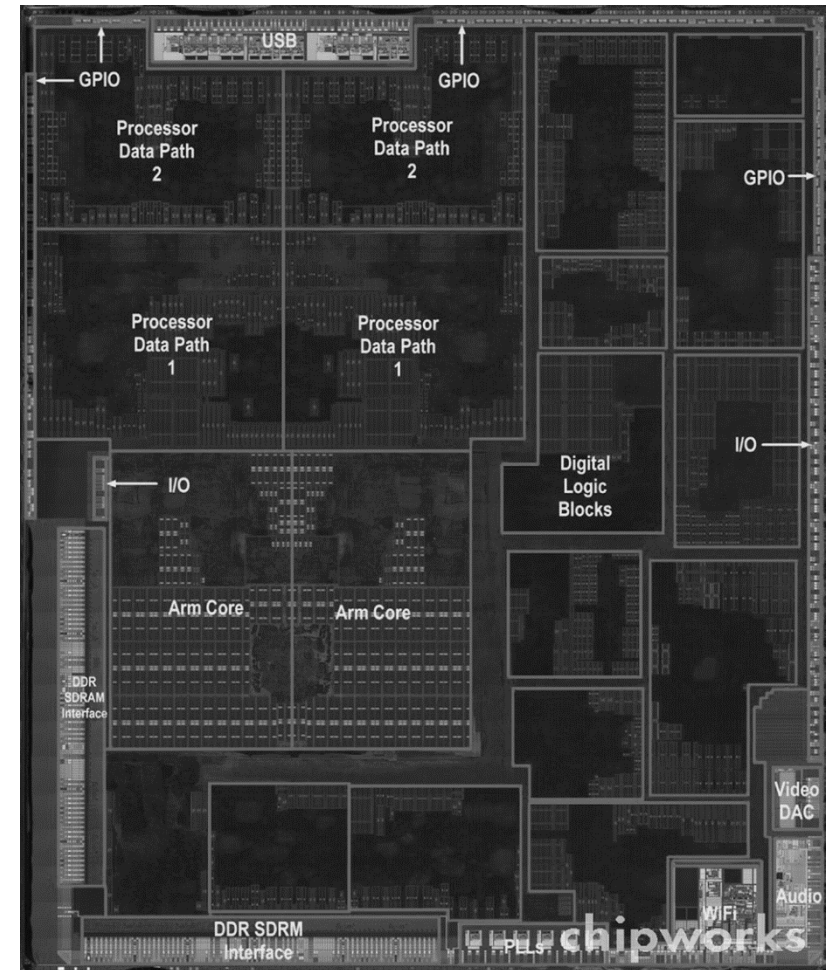 USB
GPIO
GPIO
Processor
Data Path
2
Processor
Data Path
2
GPIO
Processor
Data Path
1
Processor
Data Path
1
I/O
I/O
Digital
Logic
Blocks
Arm Core
Arm Core
DDR
SDRAM
Interface
Video
DAC
Audio
WiFi
DDR SDRM
Interface
PLLs
chipworks